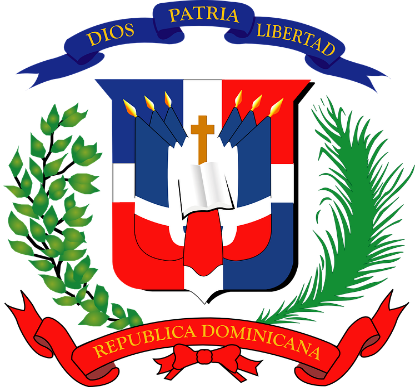 DIOS PATRIA LIBERTAD
REPUBLICA DOMINICANA